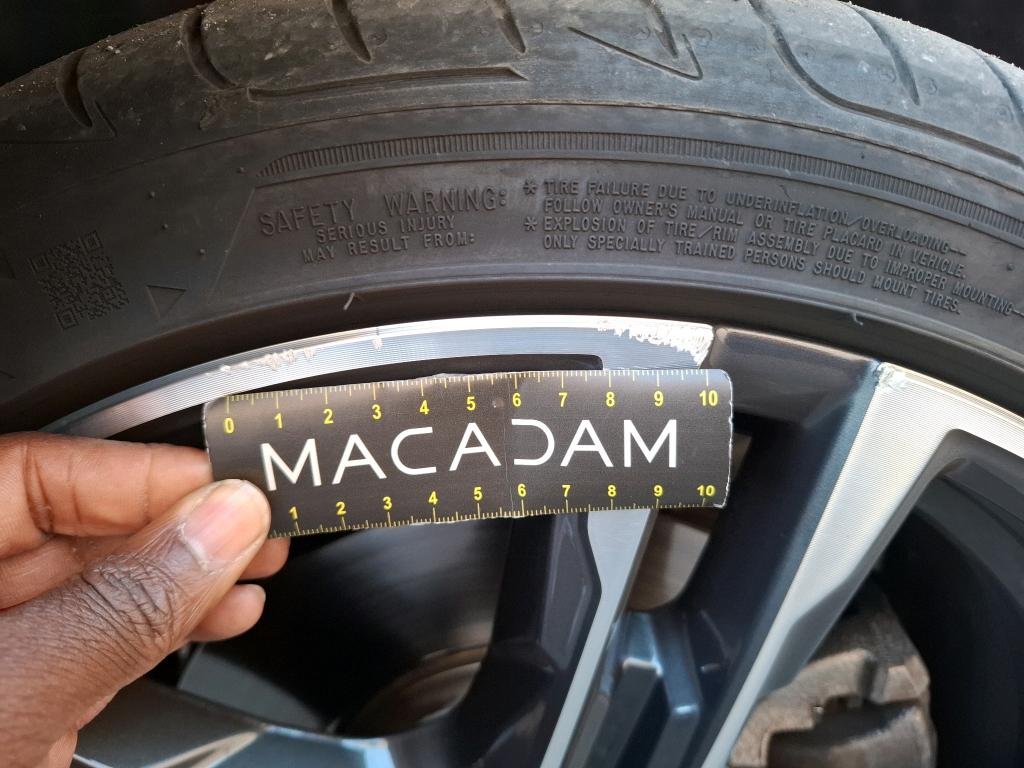 SAFETY WARNING:
SERIOUS INJURY
MAY RESULT FROM:
* TIRE FAILURE DUE TO UNDERINFLATION/OVERLOADING—
FOLLOW OWNER'S MANUAL OR TIRE PLACARD IN VEHICLE.
* EXPLOSION OF TIRE/RIM ASSEMBLY DUE TO IMPROPER MOUNTING—
ONLY SPECIALLY TRAINED PERSONS SHOULD MOUNT TIRES.
0 1 2 3 4 5 6 7 8 9 10
MACADAM
1 2 3 4 5 6 7 8 9 10